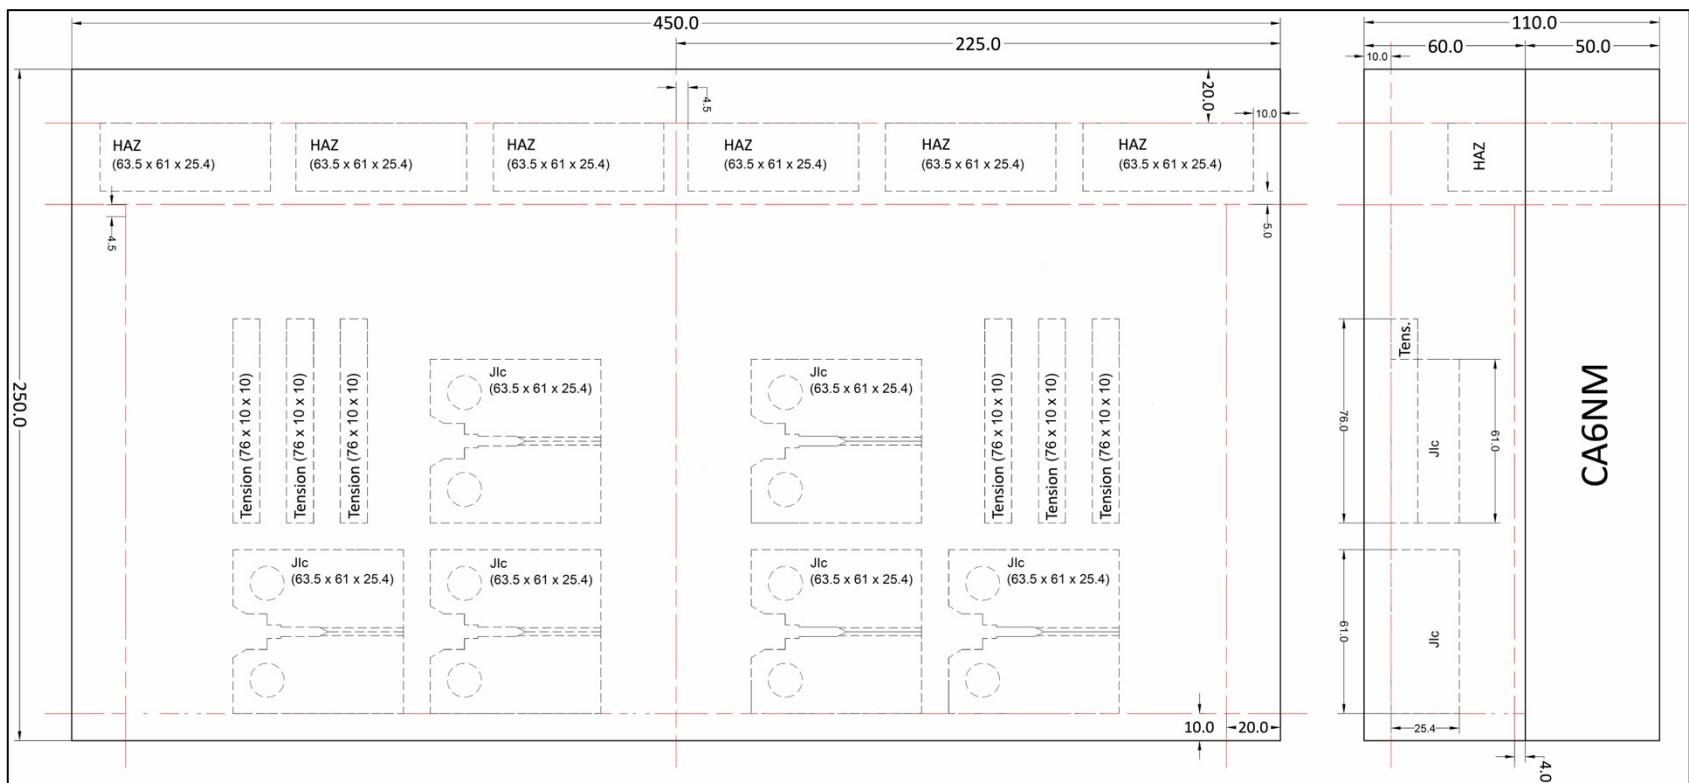 450.0
225.0
110.0
60.0
50.0
10.0
20.0
10.0
4.5
HAZ
(63.5 x 61 x 25.4)
HAZ
(63.5 x 61 x 25.4)
HAZ
(63.5 x 61 x 25.4)
HAZ
(63.5 x 61 x 25.4)
HAZ
(63.5 x 61 x 25.4)
HAZ
(63.5 x 61 x 25.4)
HAZ
4.5
5.0
250.0
Tension (76 x 10 x 10)
Tension (76 x 10 x 10)
Tension (76 x 10 x 10)
JIc
(63.5 x 61 x 25.4)
JIc
(63.5 x 61 x 25.4)
Tension (76 x 10 x 10)
Tension (76 x 10 x 10)
Tension (76 x 10 x 10)
76.0
Tens.
JIc
61.0
CA6NM
JIc
(63.5 x 61 x 25.4)
JIc
(63.5 x 61 x 25.4)
JIc
(63.5 x 61 x 25.4)
JIc
(63.5 x 61 x 25.4)
61.0
JIc
10.0
20.0
25.4
4.0